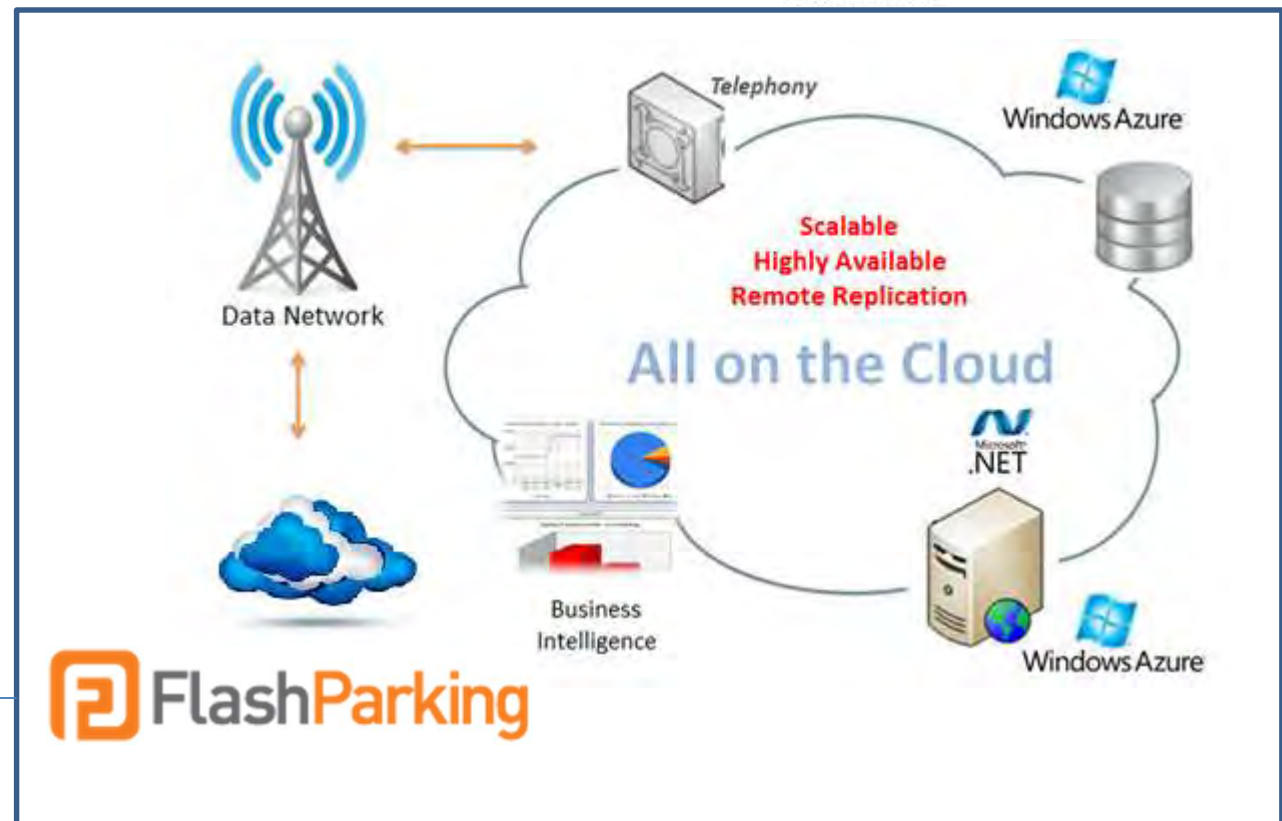 Telephony
Windows Azure
Scalable
Highly Available
Remote Replication
Data Network
All on the Cloud
Microsoft
.NET
Business
Intelligence
Windows Azure
FlashParking